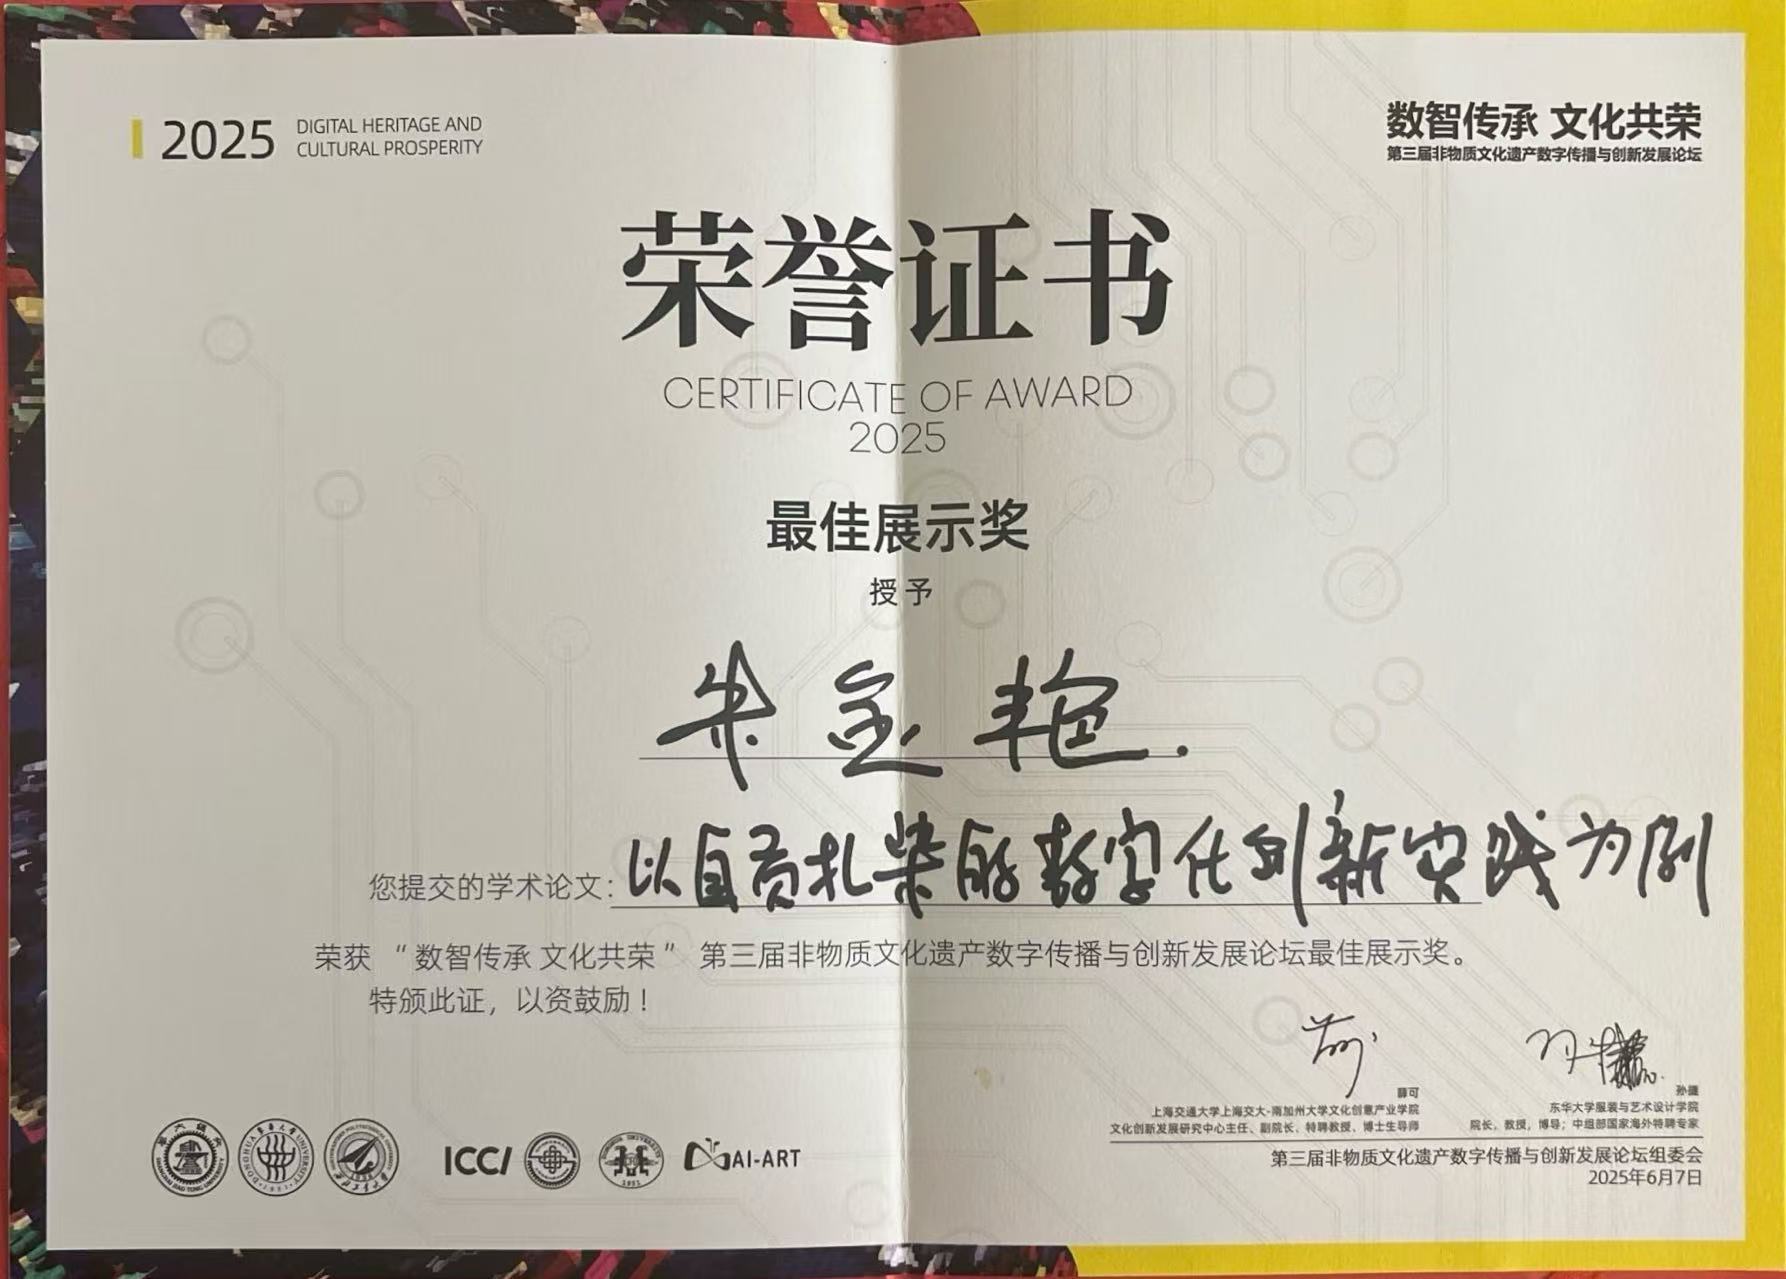 2025
DIGITAL HERITAGE AND
CULTURAL PROSPERITY
数智传承 文化共荣
第三届非物质文化遗产数字传播与创新发展论坛
荣誉证书
CERTIFICATE OF AWARD
2025
最佳展示奖
授予
朱金艳.
您提交的学术论文：以自贡扎染的数字化创新实践为例
荣获 “数智传承 文化共荣” 第三届非物质文化遗产数字传播与创新发展论坛最佳展示奖。
特颁此证，以资鼓励！
薛可
上海交通大学上海交大-南加州大学文化创意产业学院
文化创新发展研究中心主任、副院长、特聘教授、博士生导师
东华大学服装与艺术设计学院
院长，教授，博导；中组部国家海外特聘专家
第三届非物质文化遗产数字传播与创新发展论坛组委会
2025年6月7日
ICCI
AI-ART